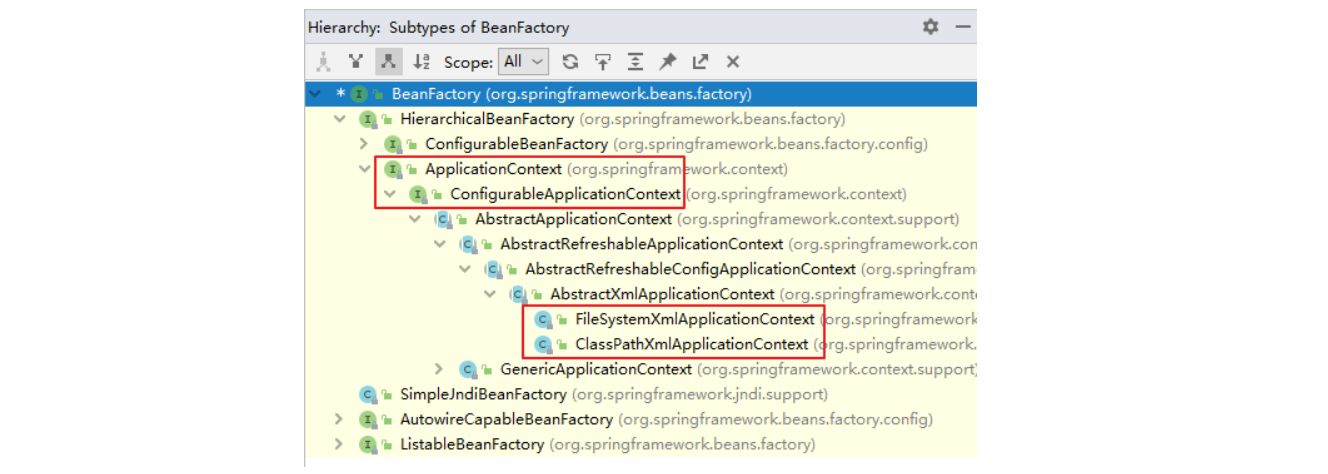 Hierarchy: Subtypes of BeanFactory
Scope: All
* BeanFactory (org.springframework.beans.factory)
HierarchicalBeanFactory (org.springframework.beans.factory)
ConfigurableBeanFactory (org.springframework.beans.factory.config)
ApplicationContext (org.springframework.context)
ConfigurableApplicationContext (org.springframework.context)
AbstractApplicationContext (org.springframework.context.support)
AbstractRefreshableApplicationContext (org.springframework.con
AbstractRefreshableConfigApplicationContext (org.springfram
AbstractXmlApplicationContext (org.springframework.cont
FileSystemXmlApplicationContext (org.springframework
ClassPathXmlApplicationContext (org.springframework.
GenericApplicationContext (org.springframework.context.support)
SimpleJndiBeanFactory (org.springframework.jndi.support)
AutowireCapableBeanFactory (org.springframework.beans.factory.config)
ListableBeanFactory (org.springframework.beans.factory)